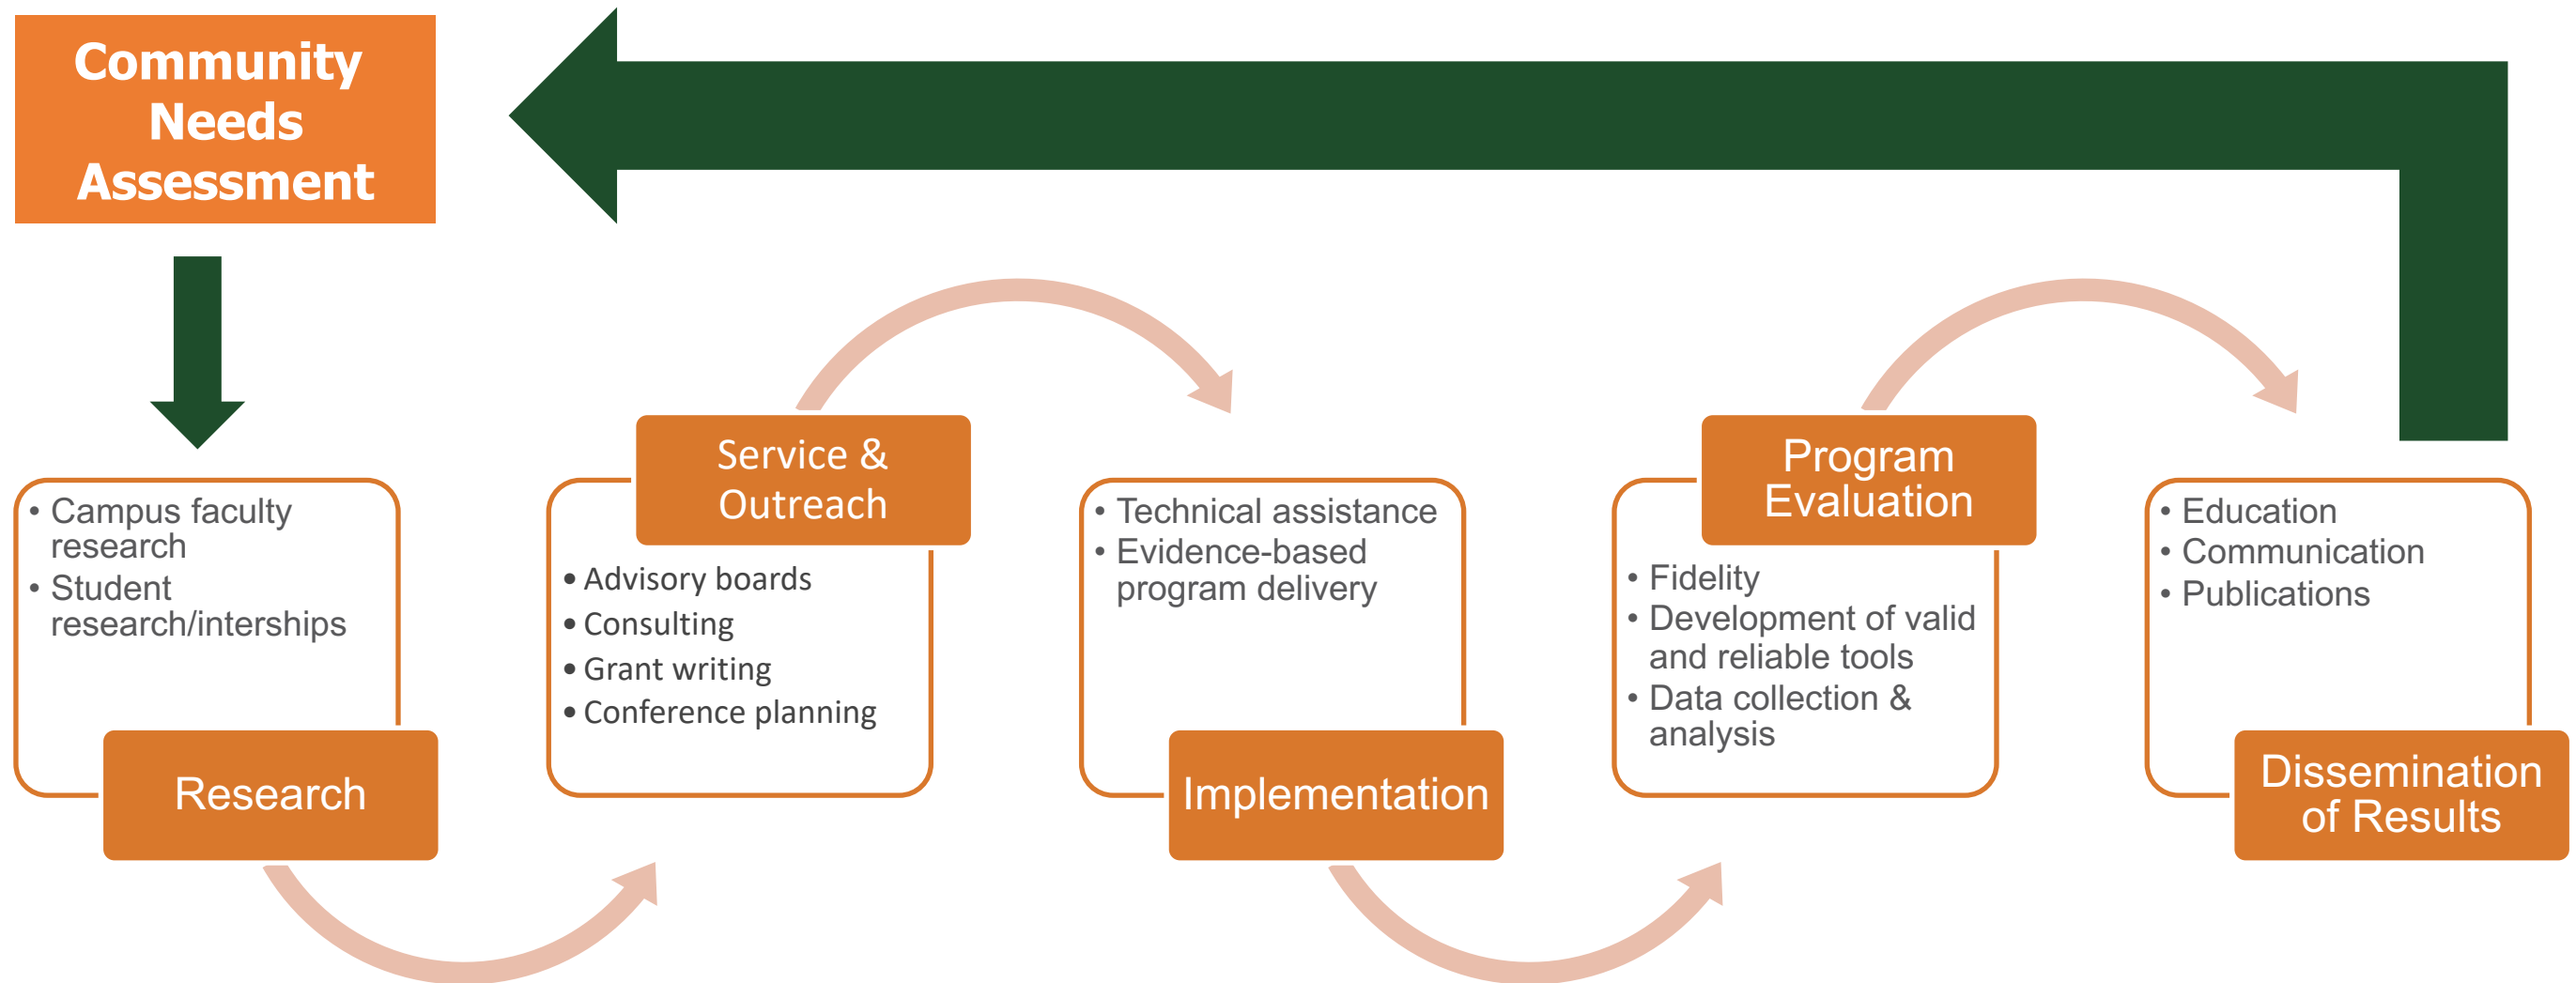 Community
Needs
Assessment
• Campus faculty
research
• Student
research/interships
Research
Service &
Outreach
• Advisory boards
• Consulting
• Grant writing
• Conference planning
• Technical assistance
• Evidence-based
program delivery
Implementation
Program
Evaluation
• Fidelity
• Development of valid
and reliable tools
• Data collection &
analysis
• Education
• Communication
• Publications
Dissemination
of Results